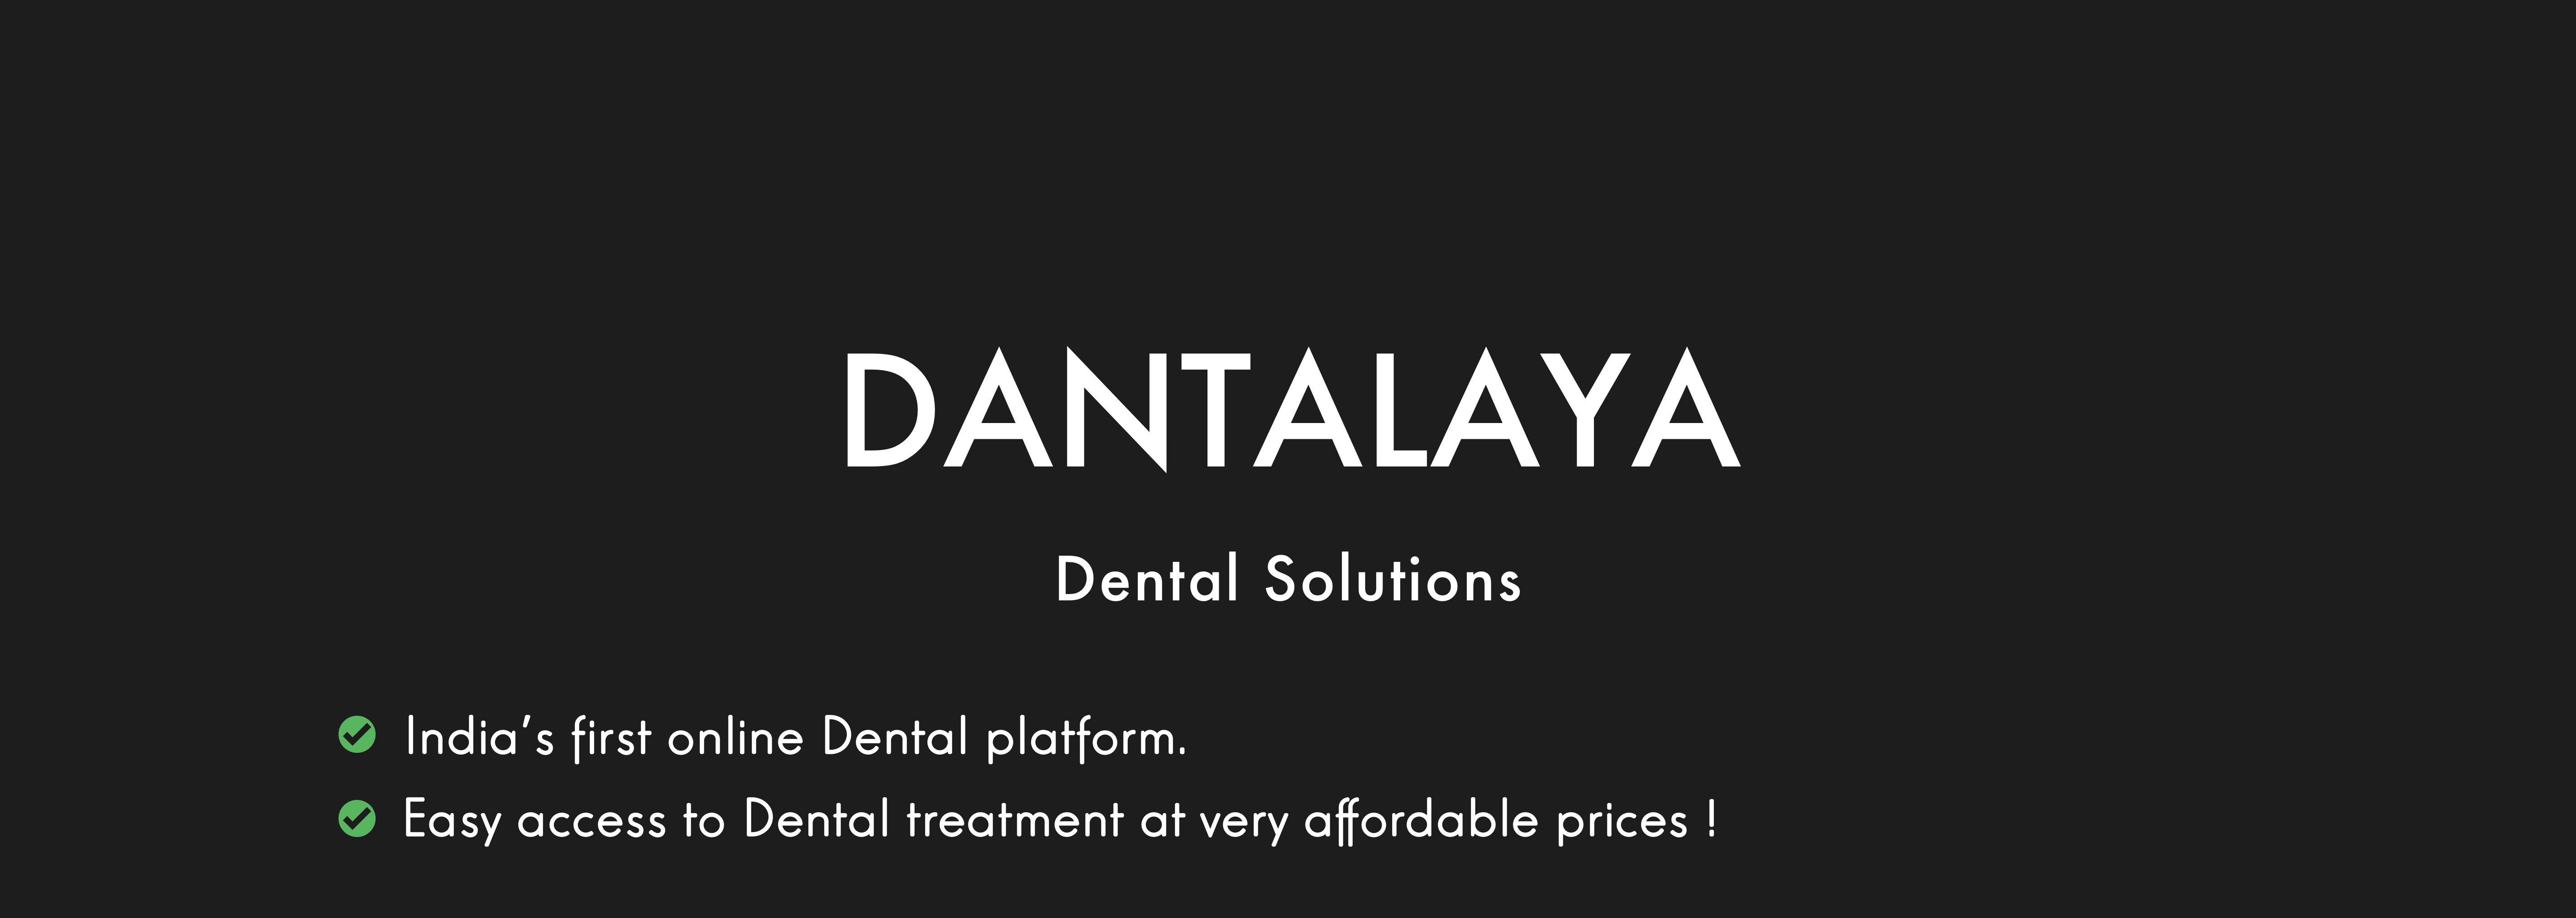 DANTALAYA
Dental Solutions
India’s first online Dental platform.
Easy access to Dental treatment at very affordable prices !